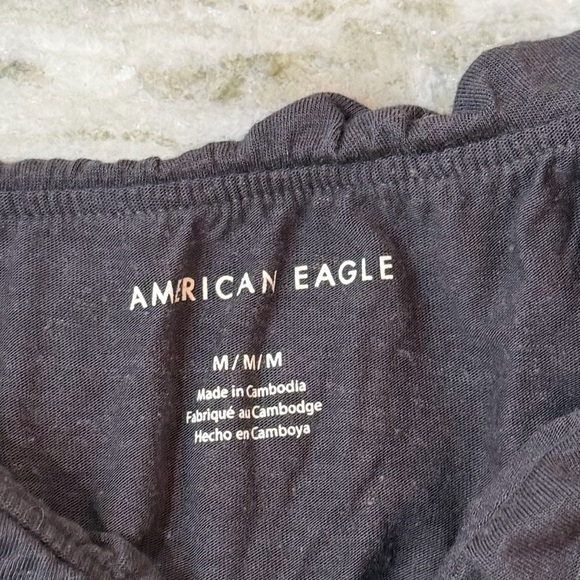 AMERICAN EAGLE
M/M/M
Made in Cambodia
Fabriqué au Cambodge
Hecho en Camboya